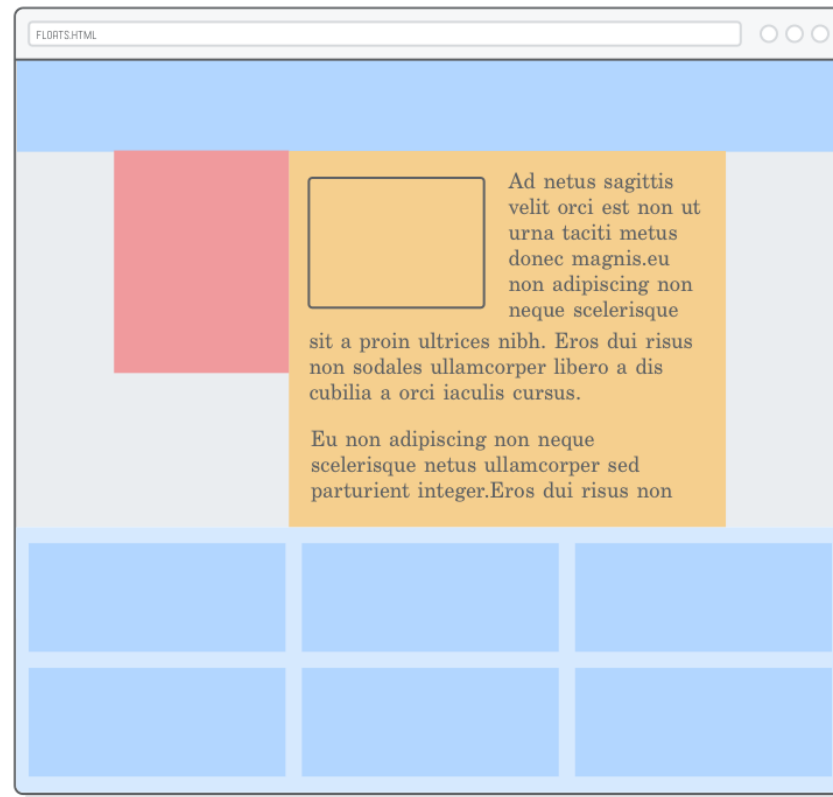 FLOATS.HTML
Ad netus sagittis
velit orci est non ut
urna taciti metus
donec magnis.eu
non adipiscing non
neque scelerisque
sit a proin ultrices nibh. Eros dui risus
non sodales ullamcorper libero a dis
cubilia a orci iaculis cursus.
Eu non adipiscing non neque
scelerisque netus ullamcorper sed
parturient integer.Eros dui risus non